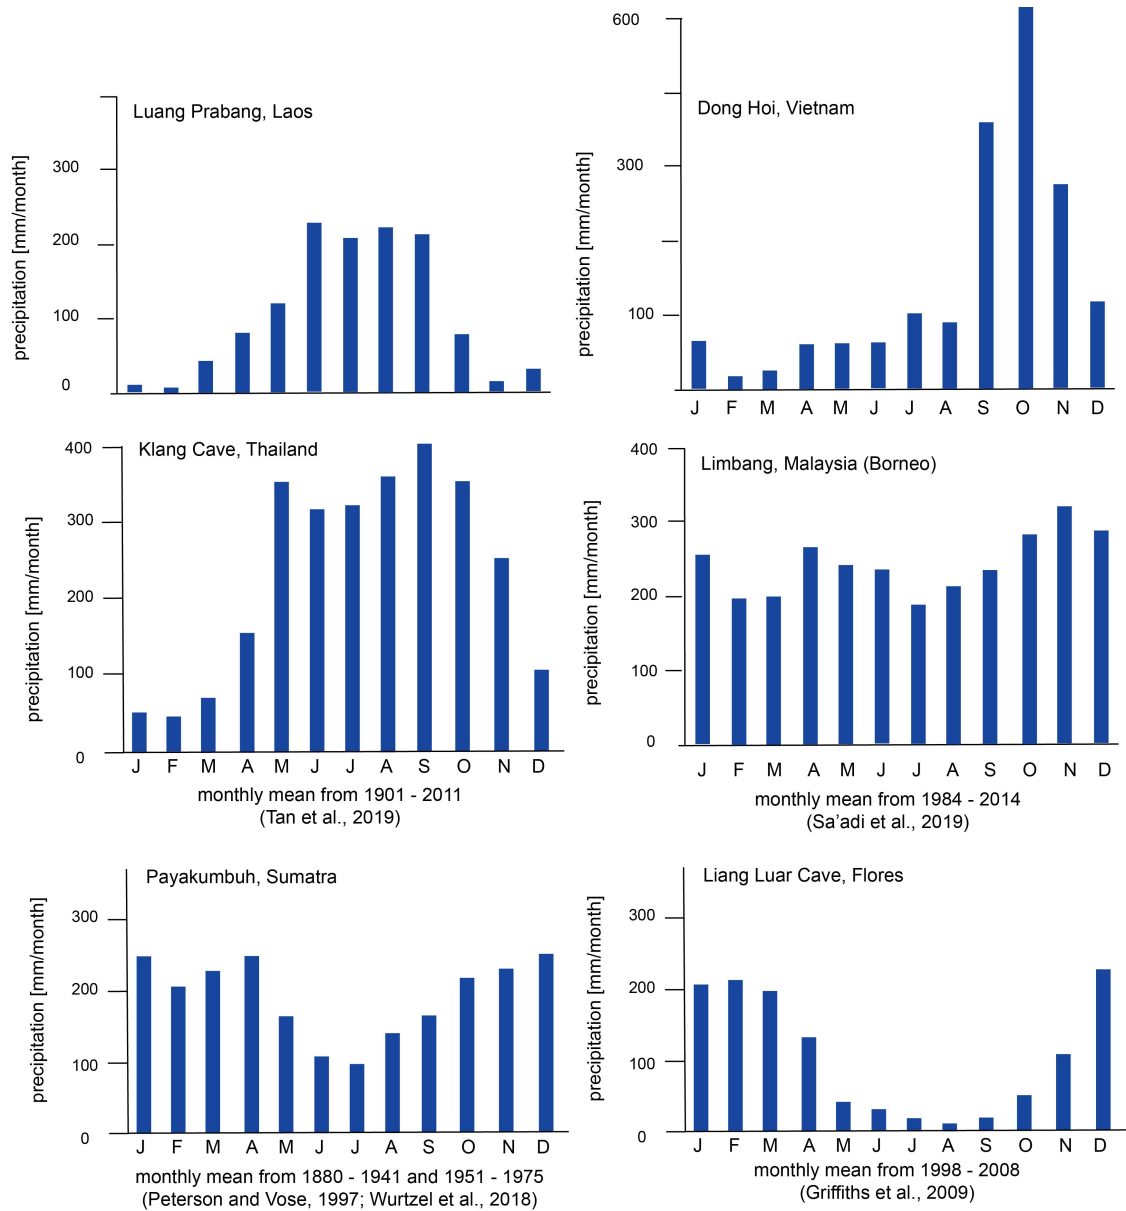 Luang Prabang, Laos
precipitation [mm/month]
300
200
100
0
Dong Hoi, Vietnam
precipitation [mm/month]
600
300
100
J F M A M J J A S O N D
Klang Cave, Thailand
precipitation [mm/month]
400
300
200
100
0
J F M A M J J A S O N D
monthly mean from 1901 - 2011
(Tan et al., 2019)
Limbang, Malaysia (Borneo)
precipitation [mm/month]
400
300
200
100
0
J F M A M J J A S O N D
monthly mean from 1984 - 2014
(Sa'adi et al., 2019)
Payakumbuh, Sumatra
precipitation [mm/month]
300
200
100
0
J F M A M J J A S O N D
monthly mean from 1880 - 1941 and 1951 - 1975
(Peterson and Vose, 1997; Wurtzel et al., 2018)
Liang Luar Cave, Flores
precipitation [mm/month]
300
200
100
0
J F M A M J J A S O N D
monthly mean from 1998 - 2008
(Griffiths et al., 2009)